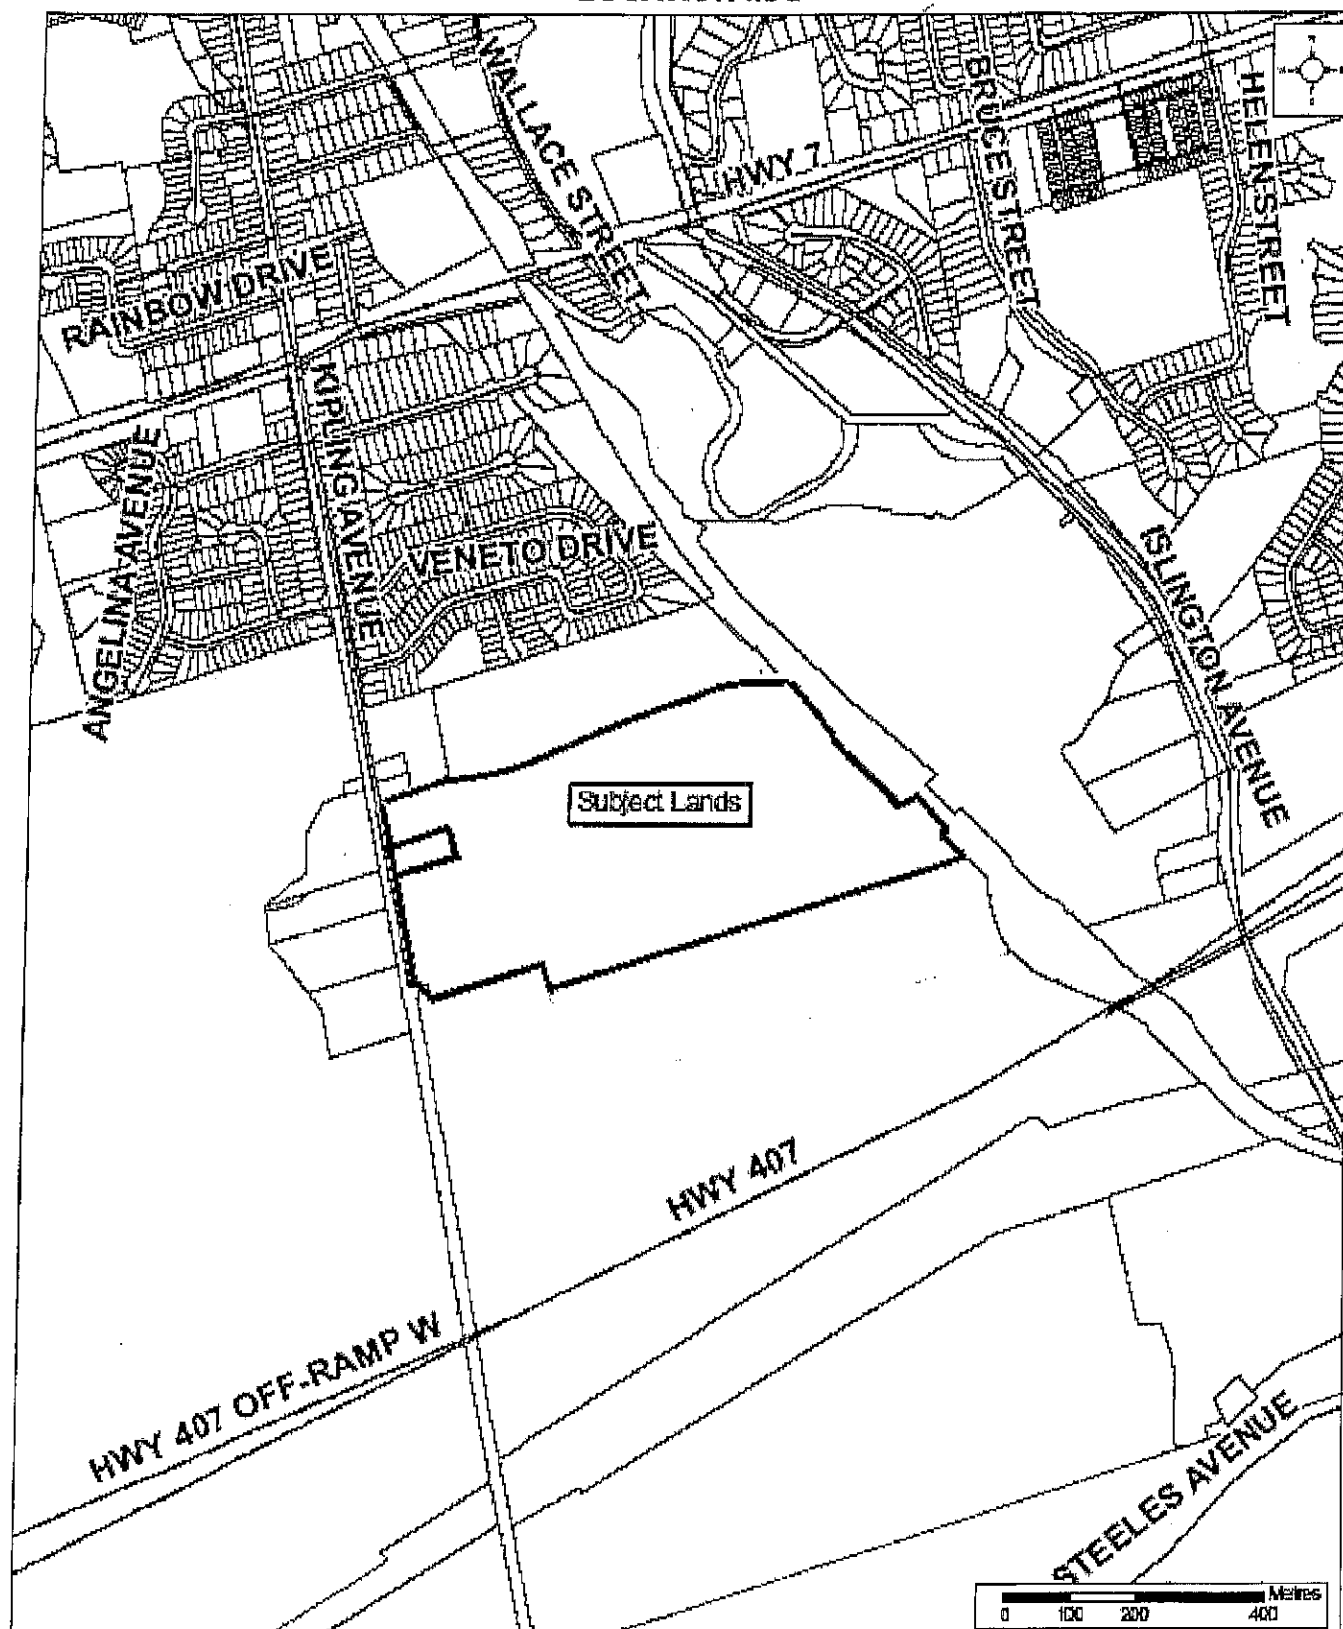 WALLACE STREET
BRUCE STREET
HELEN STREET
HWY 7
RAINBOW DRIVE
KIPLING AVENUE
ANGELINA AVENUE
VENETO DRIVE
ISLINGTON AVENUE
Subject Lands
HWY 407
HWY 407 OFF-RAMP W
STEELES AVENUE
Metres
0 100 200 400